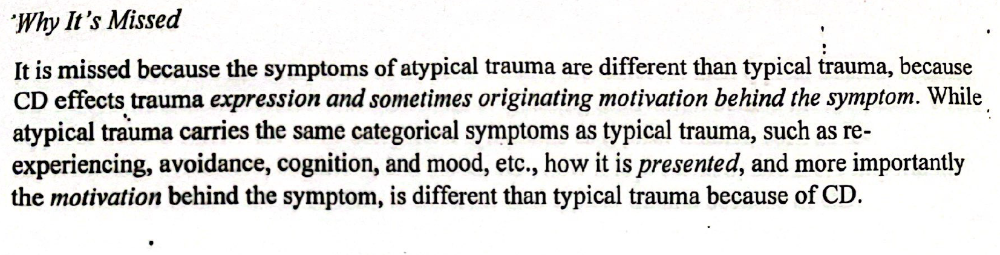 Why It's Missed
It is missed because the symptoms of atypical trauma are different than typical trauma, because
CD effects trauma expression and sometimes originating motivation behind the symptom. While
atypical trauma carries the same categorical symptoms as typical trauma, such as re-
experiencing, avoidance, cognition, and mood, etc., how it is presented, and more importantly
the motivation behind the symptom, is different than typical trauma because of CD.